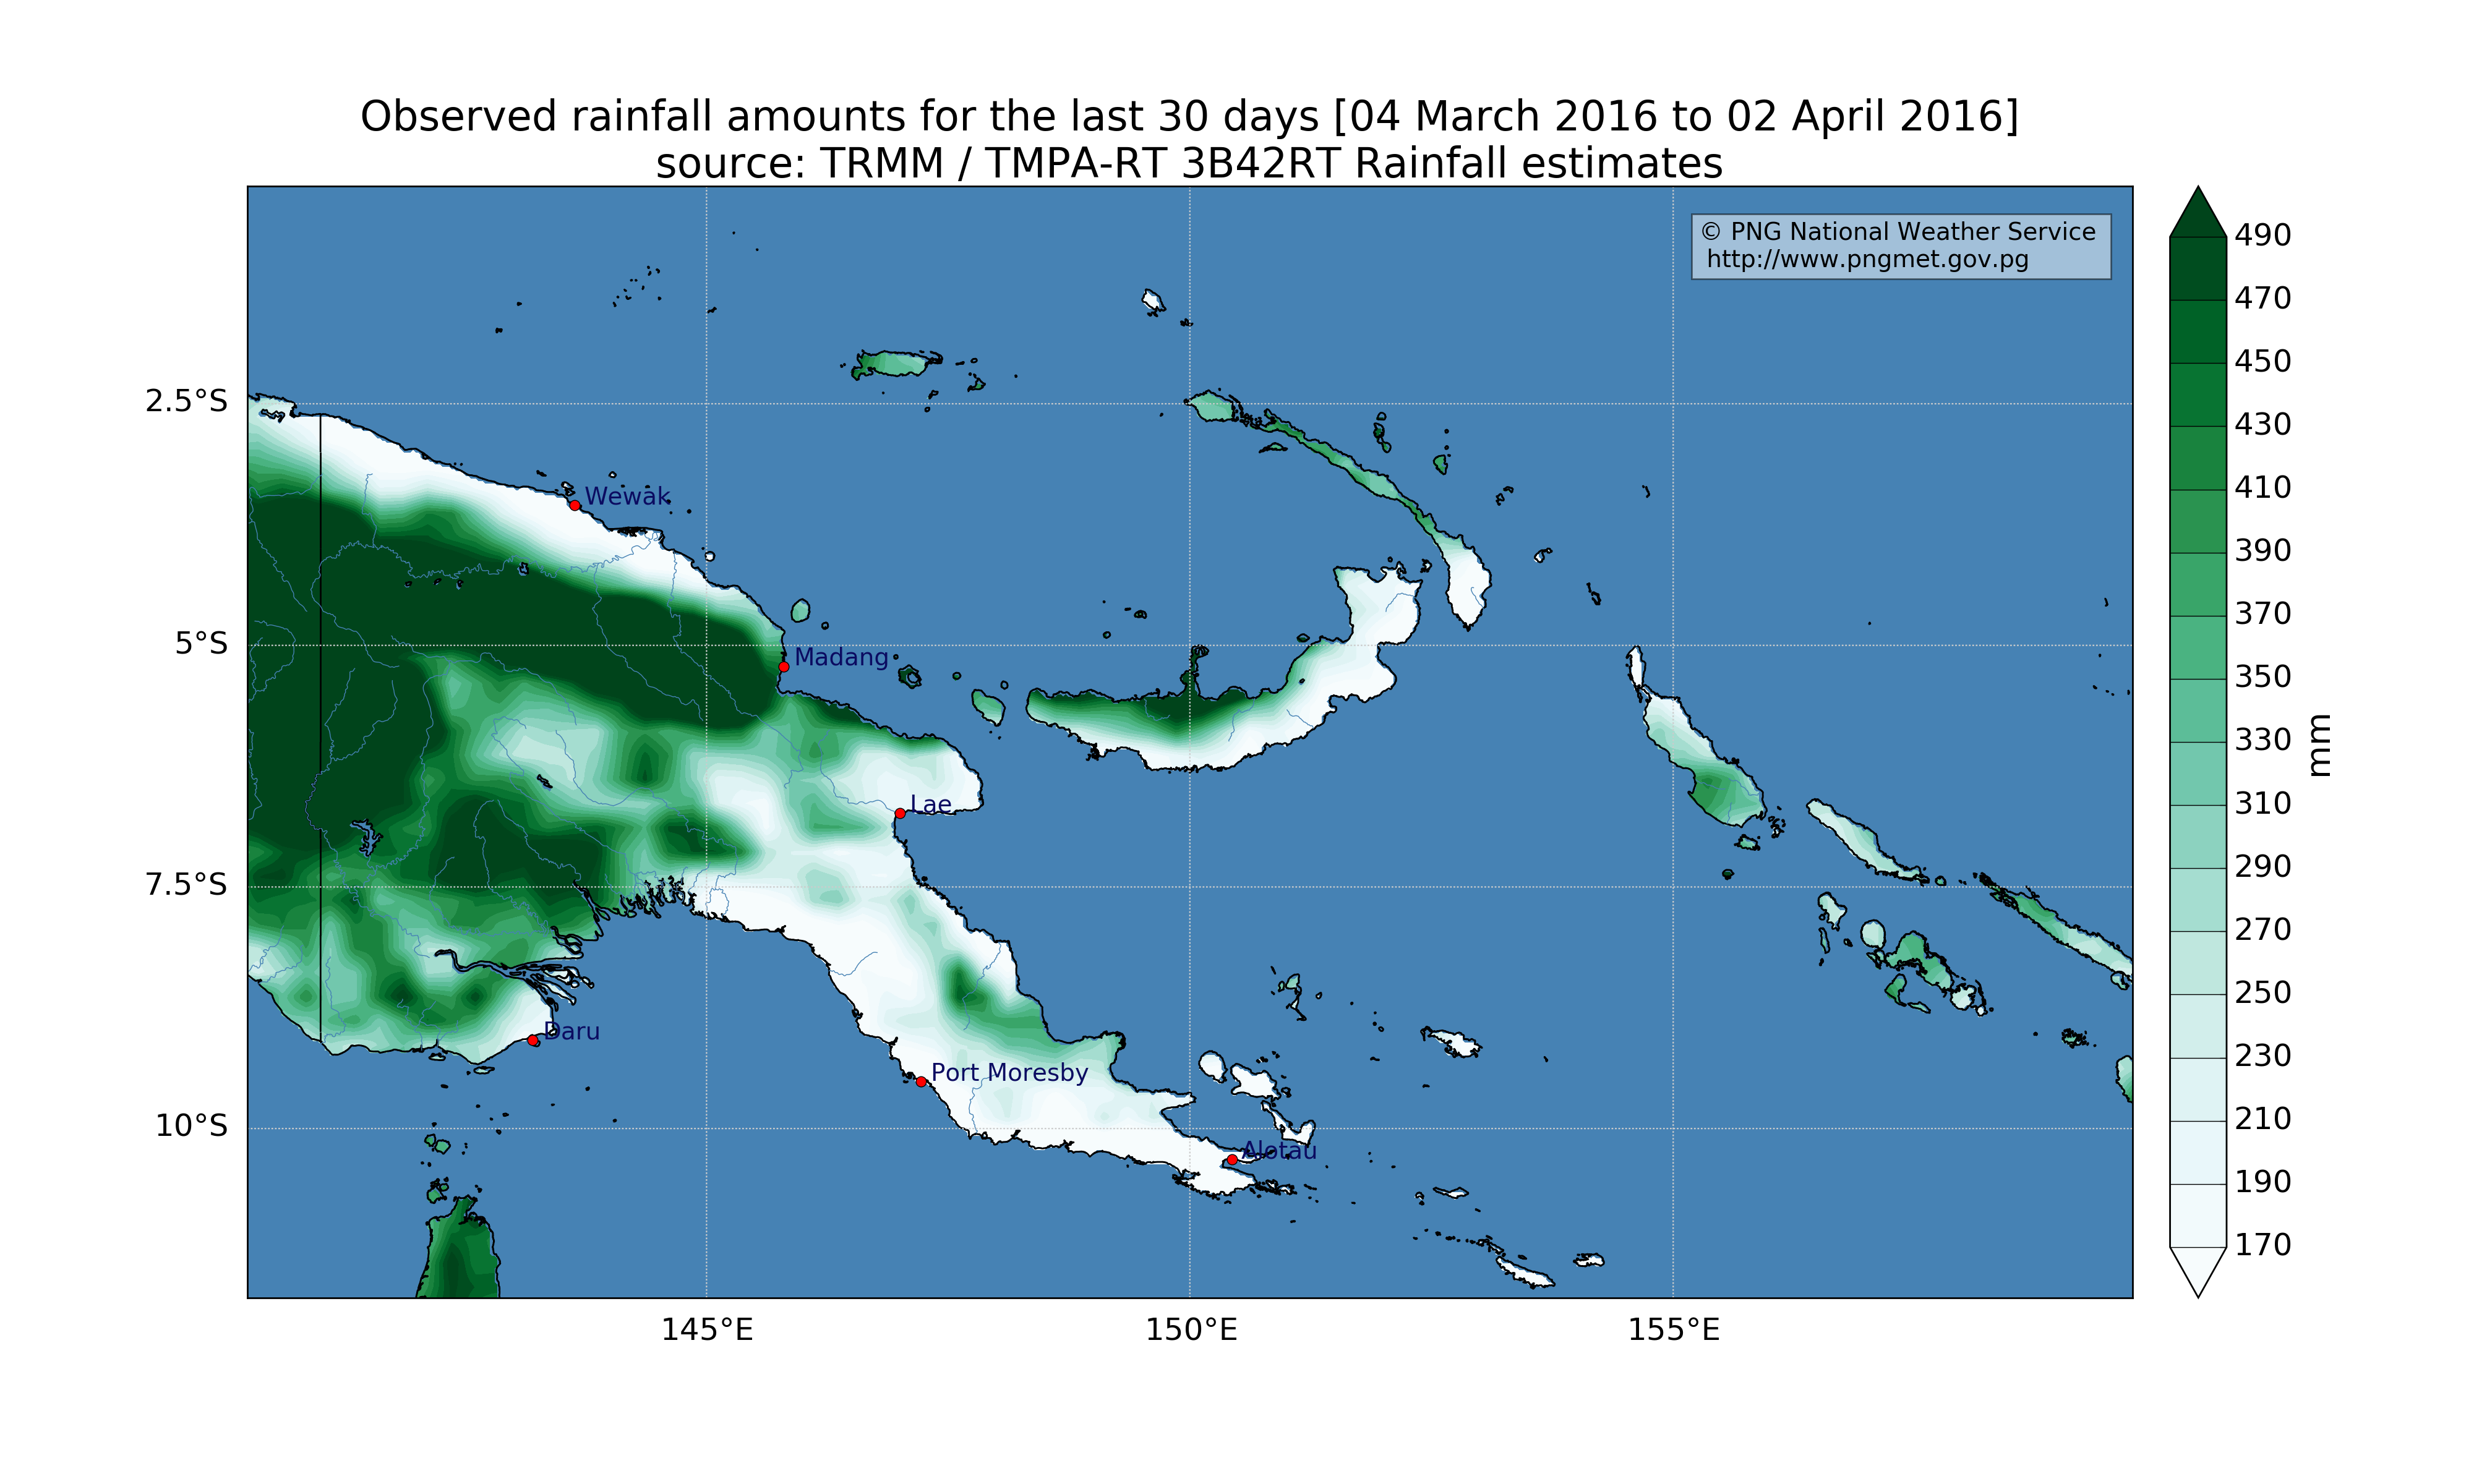 Observed rainfall amounts for the last 30 days [04 March 2016 to 02 April 2016]
source: TRMM / TMPA-RT 3B42RT Rainfall estimates
© PNG National Weather Service
http://www.pngmet.gov.pg
490
470
450
430
410
390
370
350
330
310
290
270
250
230
210
190
170
mm
2.5°S
5°S
7.5°S
10°S
Wewak
Madang
Lae
Daru
Port Moresby
Alotau
145°E
150°E
155°E